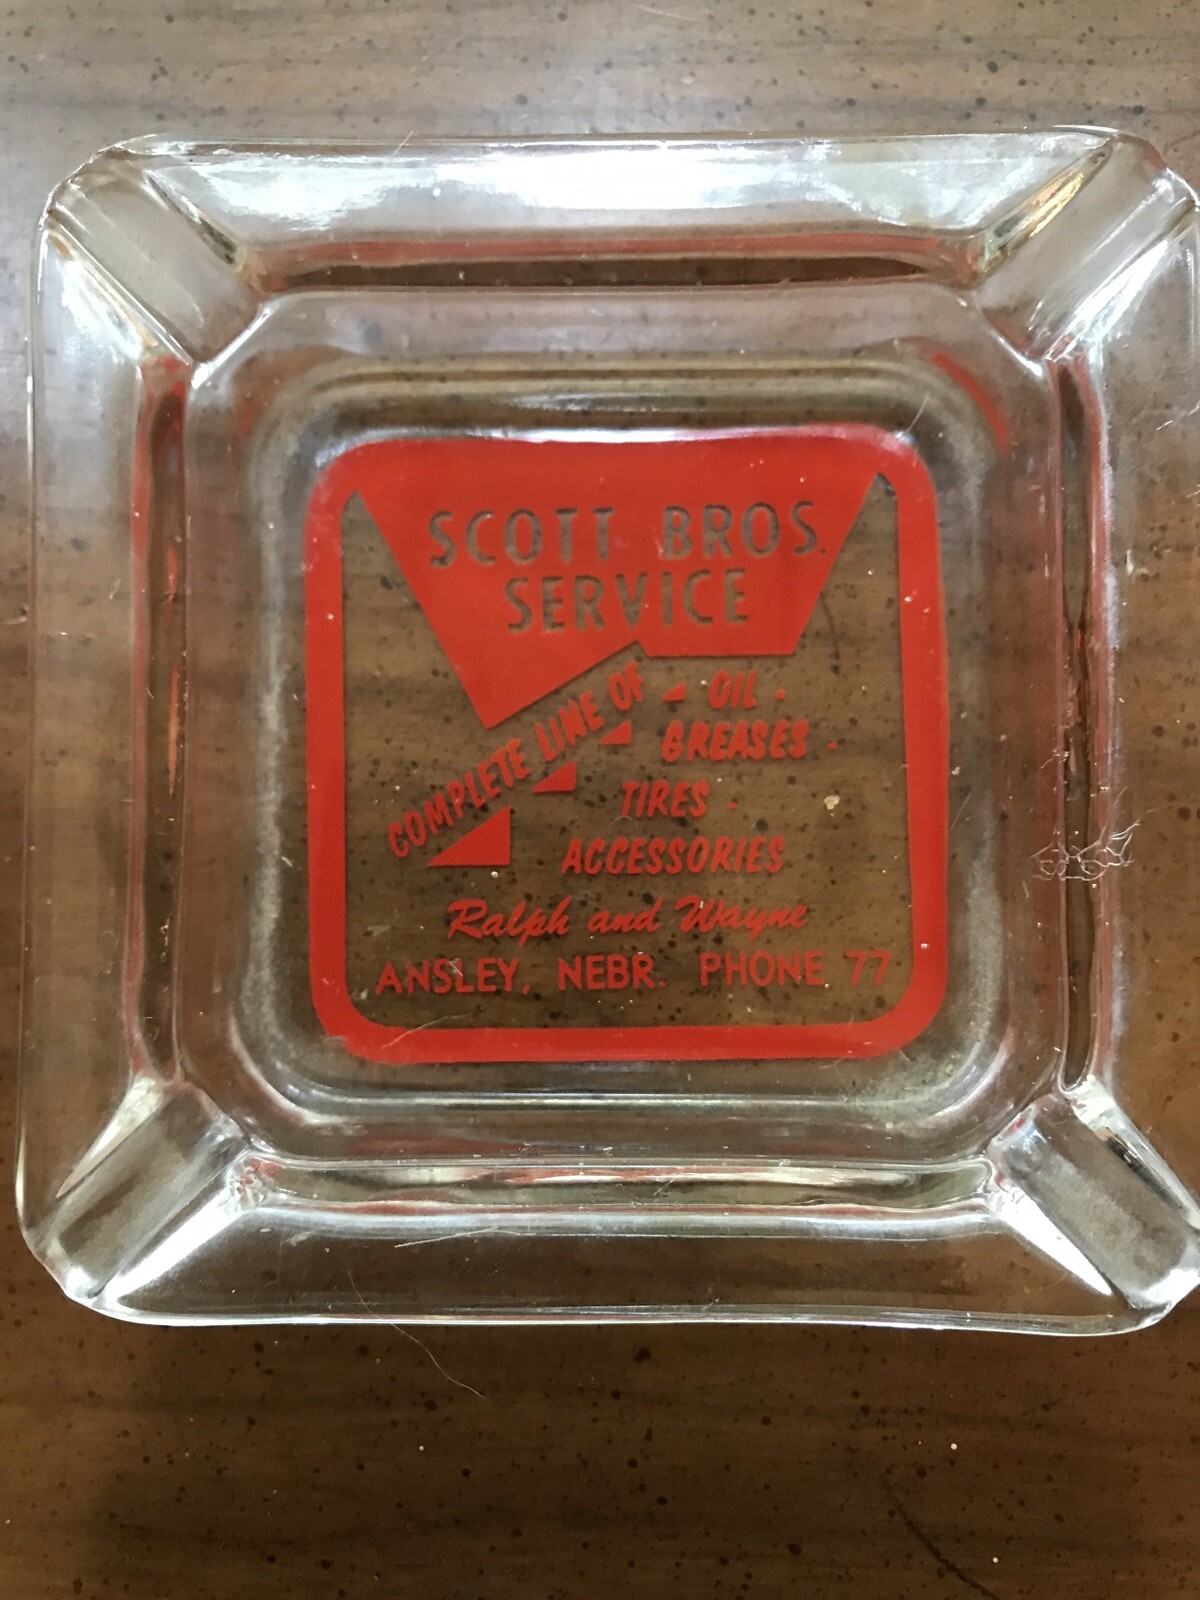 SCOTT BROS.
SERVICE
COMPLETE LINE OF
OIL -
GREASES -
TIRES -
ACCESSORIES
Ralph and Wayne
ANSLEY, NEBR. PHONE 77